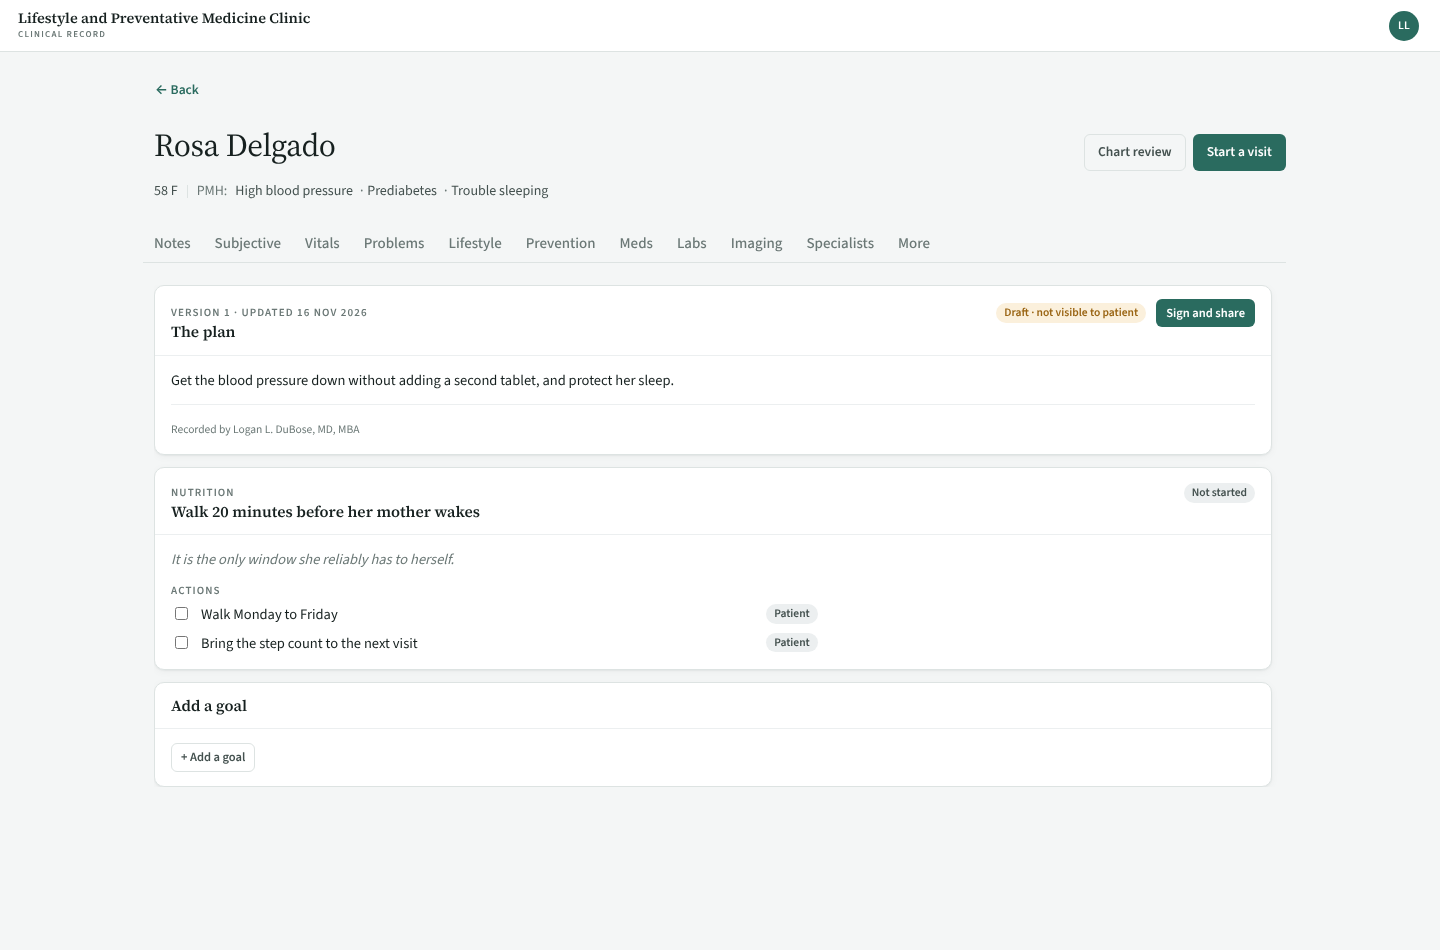 Lifestyle and Preventative Medicine Clinic
CLINICAL RECORD
LL
← Back
Rosa Delgado
Chart review
Start a visit
58 F | PMH: High blood pressure · Prediabetes · Trouble sleeping
Notes Subjective Vitals Problems Lifestyle Prevention Meds Labs Imaging Specialists More
VERSION 1 · UPDATED 16 NOV 2026
Draft · not visible to patient
Sign and share
The plan
Get the blood pressure down without adding a second tablet, and protect her sleep.
Recorded by Logan L. DuBose, MD, MBA
NUTRITION
Not started
Walk 20 minutes before her mother wakes
It is the only window she reliably has to herself.
ACTIONS
Walk Monday to Friday Patient
Bring the step count to the next visit Patient
Add a goal
+ Add a goal